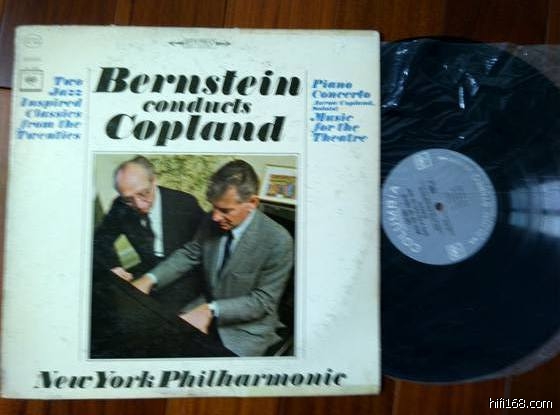 STEREO
Bernstein
conducts
Copland
Two
Jazz
Inspired
Classics
from the
Twenties
Piano
Concerto
Aaron Copland,
Soloist
Music
for the
Theatre
New York Philharmonic
COLUMBIA
hifi168.com